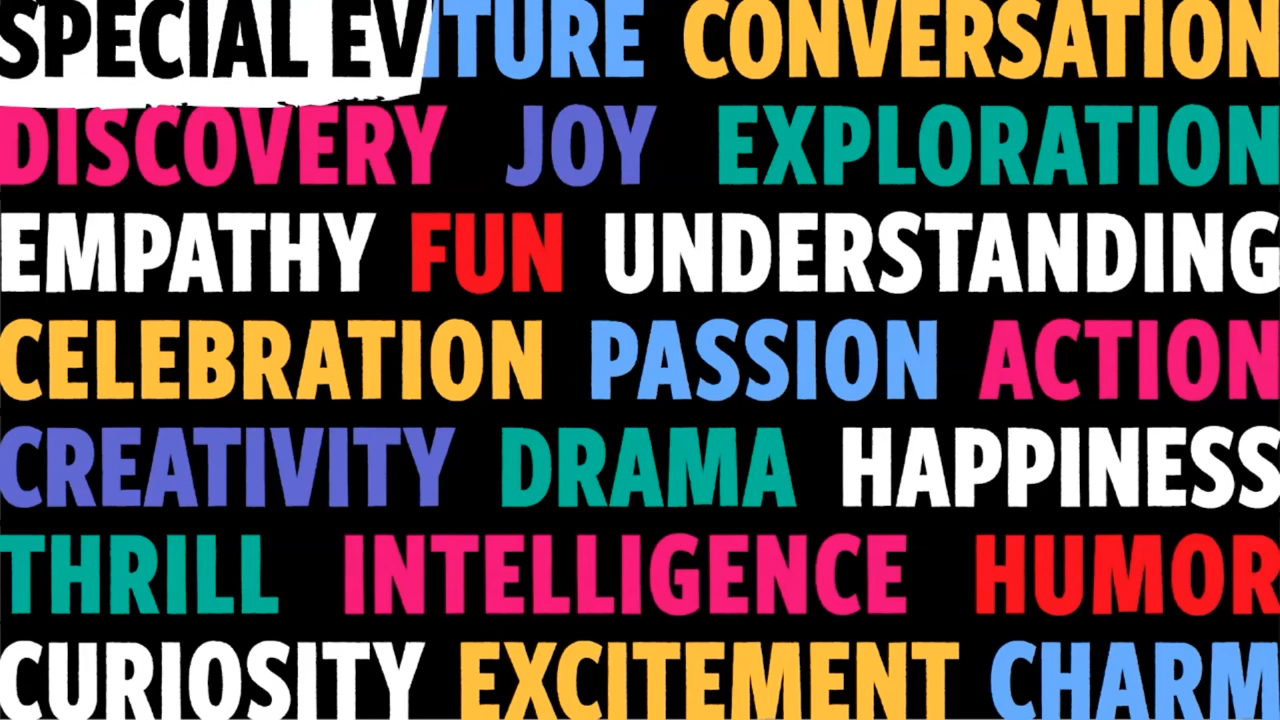 SPECIAL EV TURE CONVERSATION
DISCOVERY JOY EXPLORATION
EMPATHY FUN UNDERSTANDING
CELEBRATION PASSION ACTION
CREATIVITY DRAMA HAPPINESS
THRILL INTELLIGENCE HUMOR
CURIOSITY EXCITEMENT CHARM